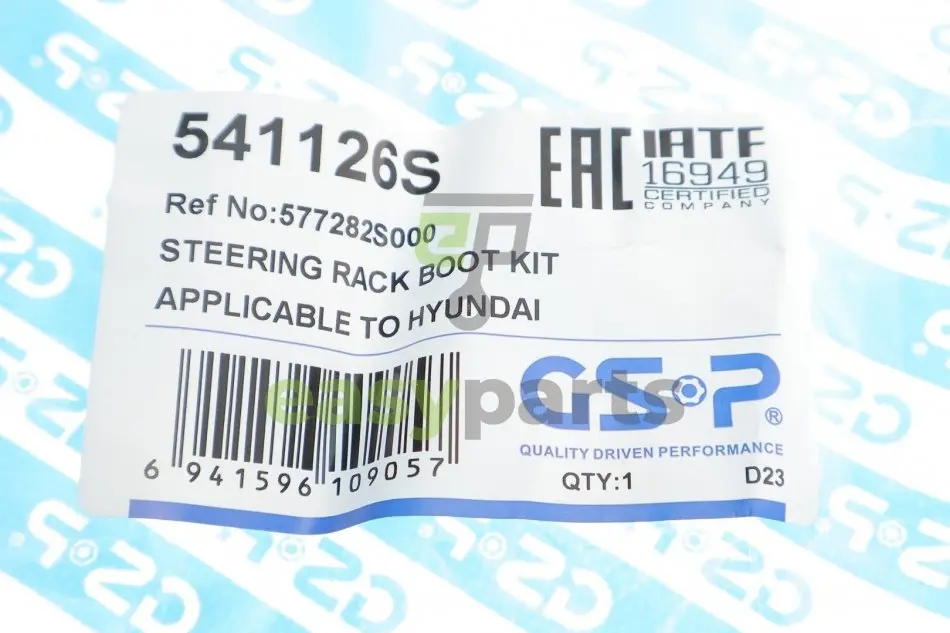 541126S
EAC
IATF
16949
CERTIFIED
COMPANY
Ref No:577282S000
STEERING RACK BOOT KIT
APPLICABLE TO HYUNDAI
easyparts
GSP®
QUALITY DRIVEN PERFORMANCE
6 941596 109057
QTY:1
D23